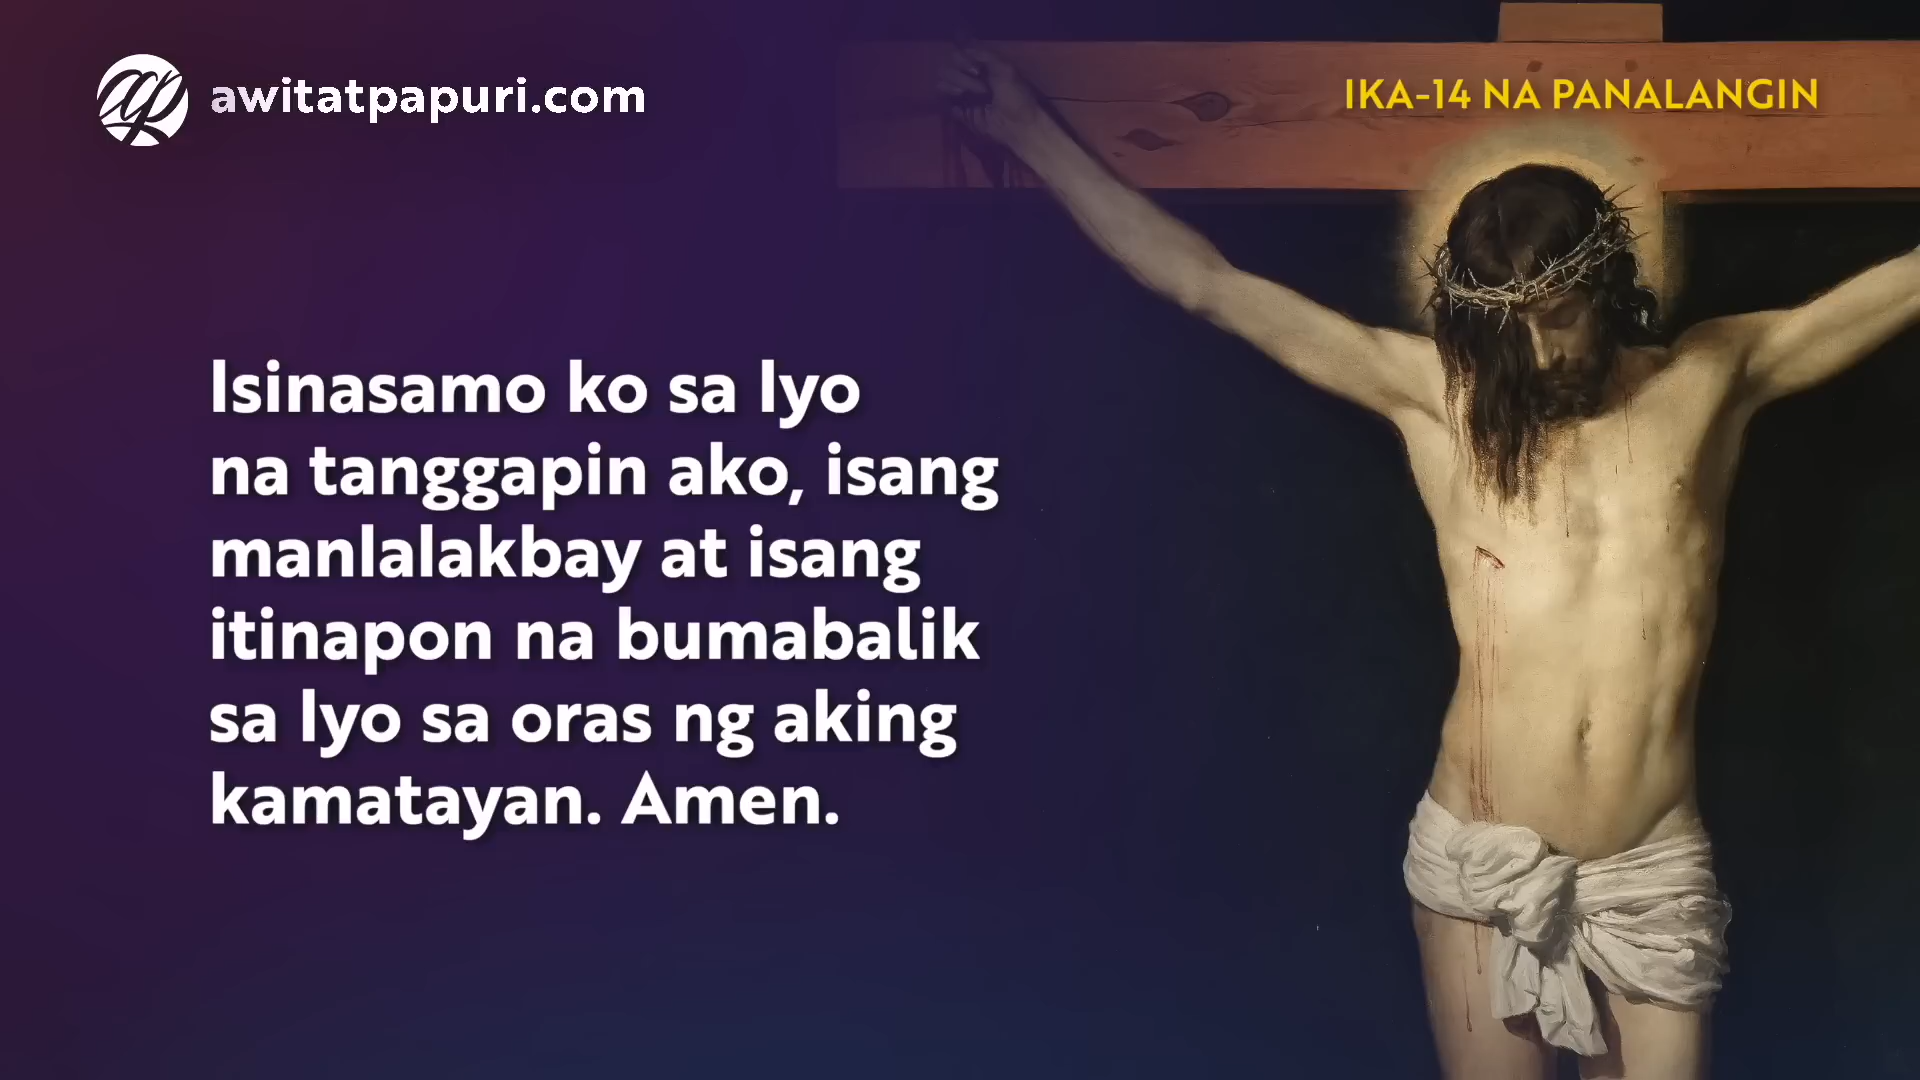 awitatpapuri.com
IKA-14 NA PANALANGIN
Isinasamo ko sa Iyo
na tanggapin ako, isang
manlalakbay at isang
itinapon na bumabalik
sa Iyo sa oras ng aking
kamatayan. Amen.